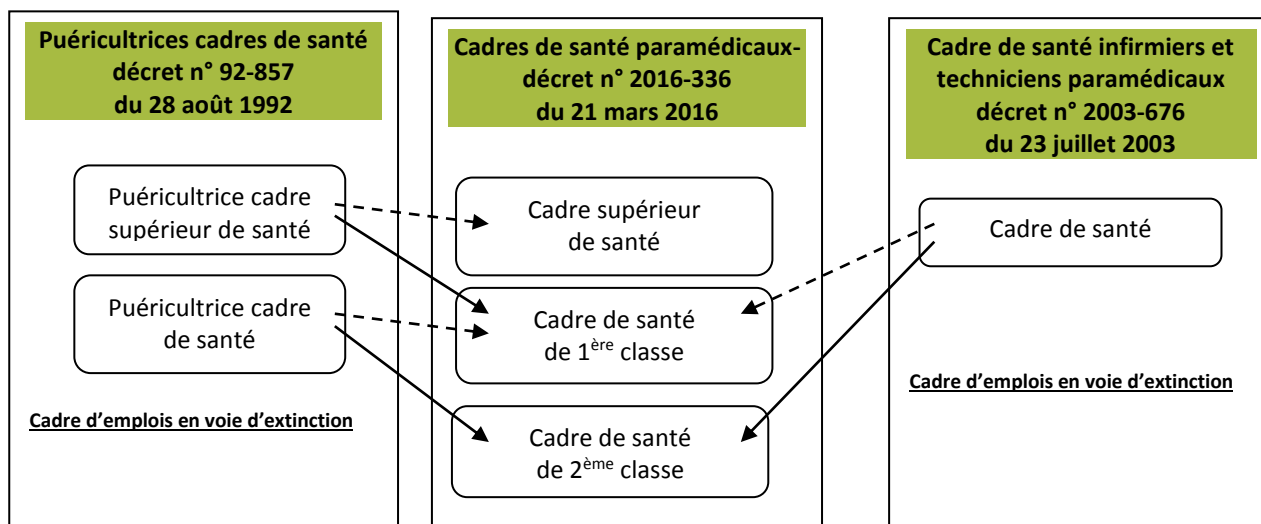 Puéricultrices cadres de santé
décret n° 92-857
du 28 août 1992
Puéricultrice cadre
supérieur de santé
Puéricultrice cadre
de santé
Cadre d’emplois en voie d’extinction
Cadres de santé paramédicaux-
décret n° 2016-336
du 21 mars 2016
Cadre supérieur
de santé
Cadre de santé
de 1ère classe
Cadre de santé
de 2ème classe
Cadre de santé infirmiers et
techniciens paramédicaux
décret n° 2003-676
du 23 juillet 2003
Cadre de santé
Cadre d’emplois en voie d’extinction